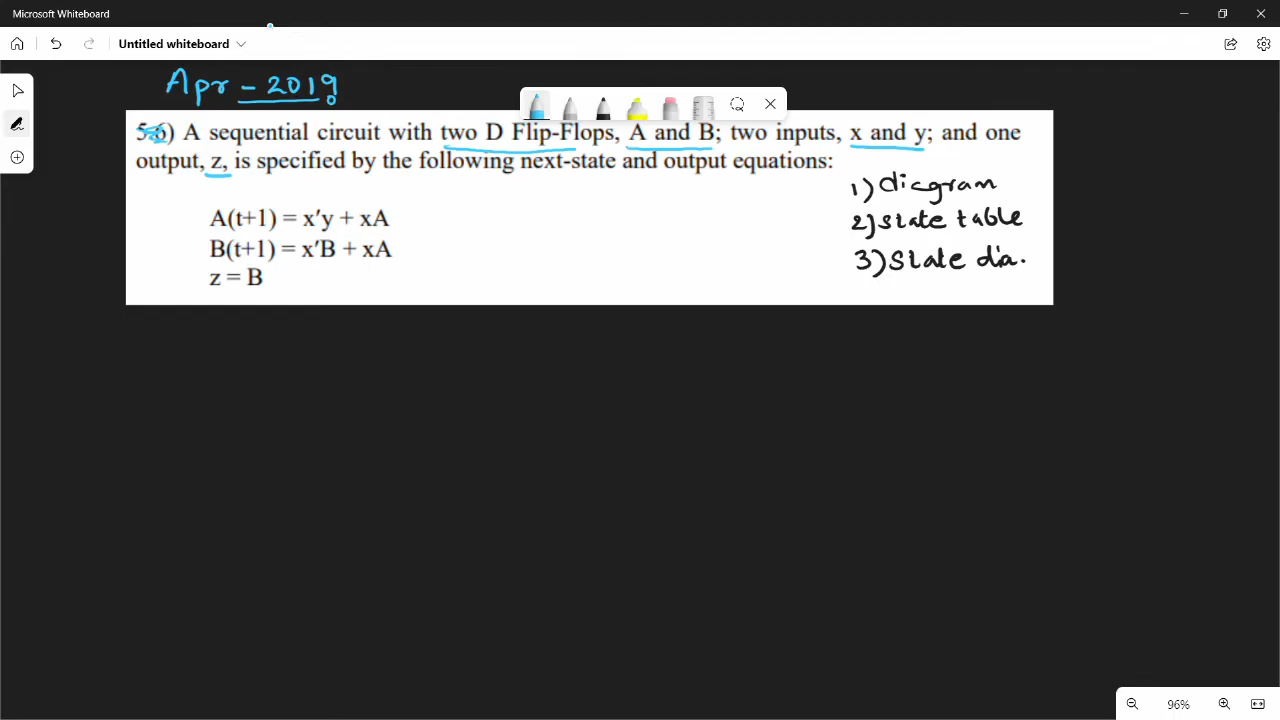 Microsoft Whiteboard
Untitled whiteboard
Apr - 2019
5.6) A sequential circuit with two D Flip-Flops, A and B; two inputs, x and y; and one
output, z, is specified by the following next-state and output equations:
1) diagram
A(t+1) = x′y + xA
2) state table
B(t+1) = x′B + xA
3) state dia.
z = B
96%